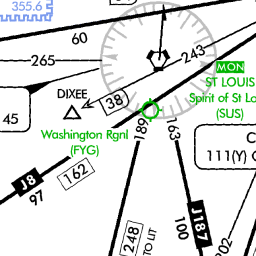 355.6
60
265
243
MON
ST LOUIS
Spirit of St Lo
(SUS)
DIXEE
38
45
Washington Rgnl
(FYG)
189
163
C
111(Y)
J8
97
162
J187
100
248
TO LIT
202